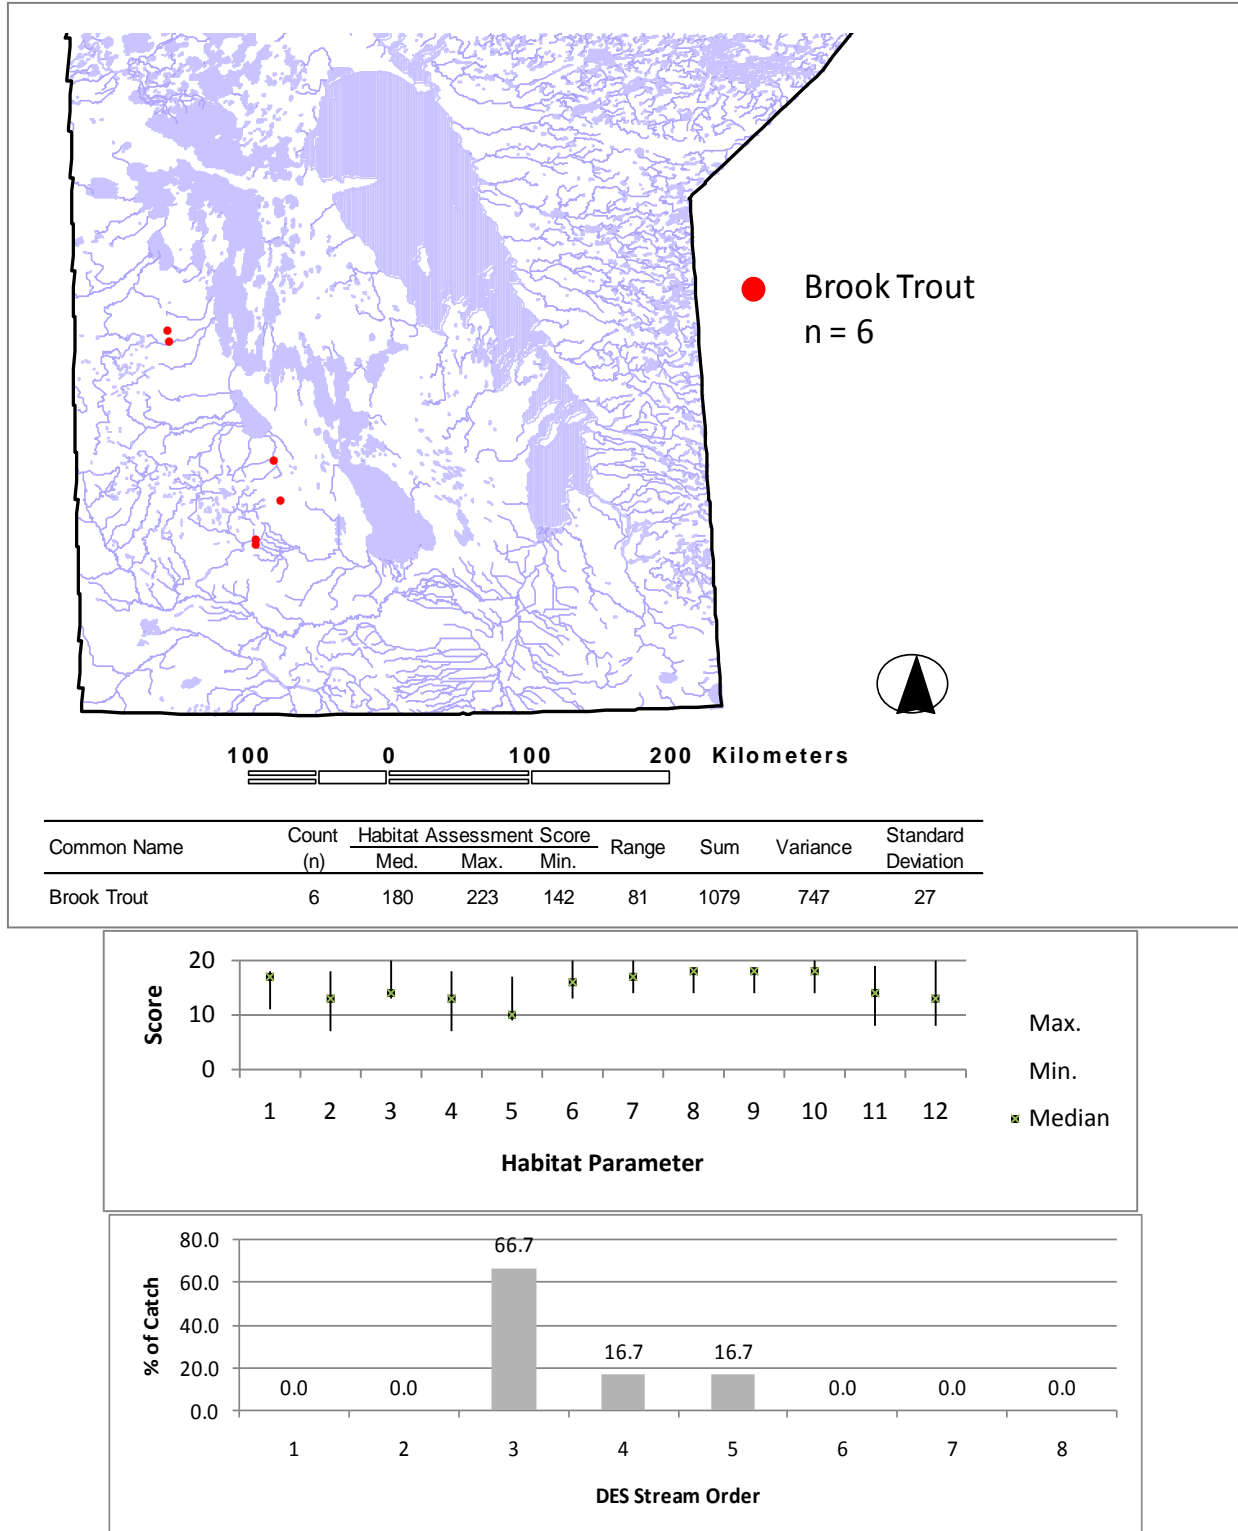 Brook Trout
n = 6
100 0 100 200 Kilometers
Common Name Count (n) Habitat Assessment Score Med. Max. Min. Range Sum Variance Standard Deviation
Brook Trout 6 180 223 142 81 1079 747 27
20
10
0
Score
1 2 3 4 5 6 7 8 9 10 11 12
Habitat Parameter
Max.
Min.
Median
80.0
60.0
40.0
20.0
0.0
% of Catch
0.0 0.0 66.7 16.7 16.7 0.0 0.0 0.0
1 2 3 4 5 6 7 8
DES Stream Order